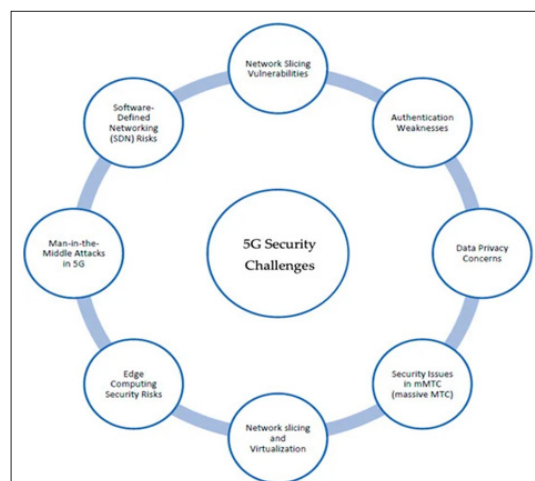 Network Slicing
Vulnerabilities
Authentication
Weaknesses
Data Privacy
Concerns
Security Issues
in mMTC
(massive MTC)
Network slicing
and
Virtualization
Edge
Computing
Security Risks
Man-in-the-
Middle Attacks
in 5G
Software-
Defined
Networking
(SDN) Risks
5G Security
Challenges